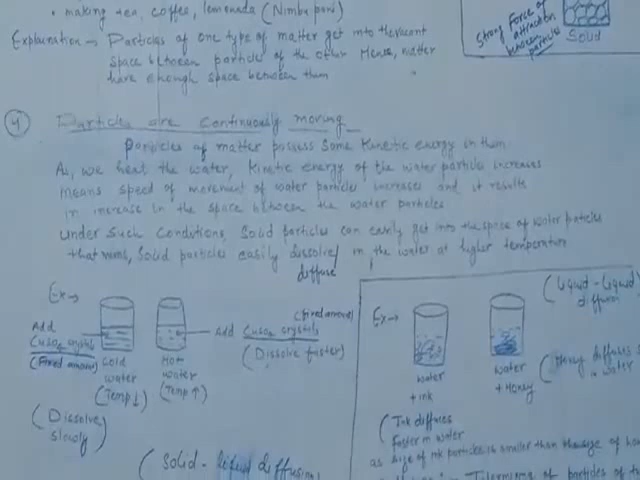 • making tea, coffee, lemonada (Nimbu pani)
Explaination → Particles of one type of matter get into the vacant
space between particle of the other Hence, matter
have enough space between them
Strong Force of
attraction
between
particles
Solid
4 Particles are continuously moving
Particles of matter possess some Kinetic energy in them
As, we heat the water, kinetic energy of the water particle increases
means speed of movement of water particles increases and it results
in increase in the space between the water particles
Under such conditions, solid particles can easily get into the space of water particles
that means, solid particles easily dissolve/ in the water at higher temperature
diffuse
Ex →
Add
CuSO4 crystals
(Fixed amount)
Cold
water
(Temp↓)
(Dissolve
slowly)
Hot
water
(Temp↑)
(Fixed amount)
Add CuSO4 crystals
(Dissolve faster)
(Solid - liquid diffusion)
Ex →
water
+ ink
water
+ Honey
(Liquid - Liquid
diffusion
(Honey diffuses
in water
(Ink diffuses
Faster in water
as size of ink particles is smaller than the size of
of particles of